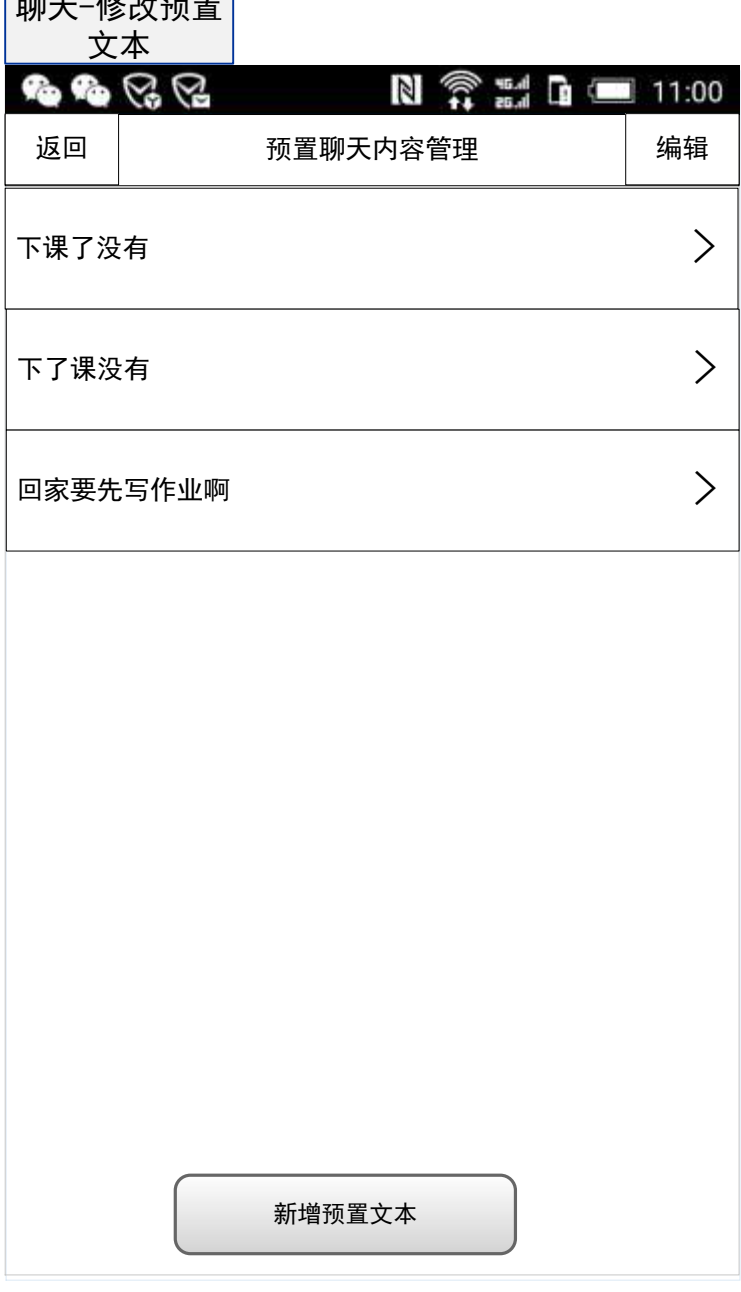 聊天-修改预置
文本
4G
2G
11:00
返回 预置聊天内容管理 编辑
下课了没有
下了课没有
回家要先写作业啊
新增预置文本